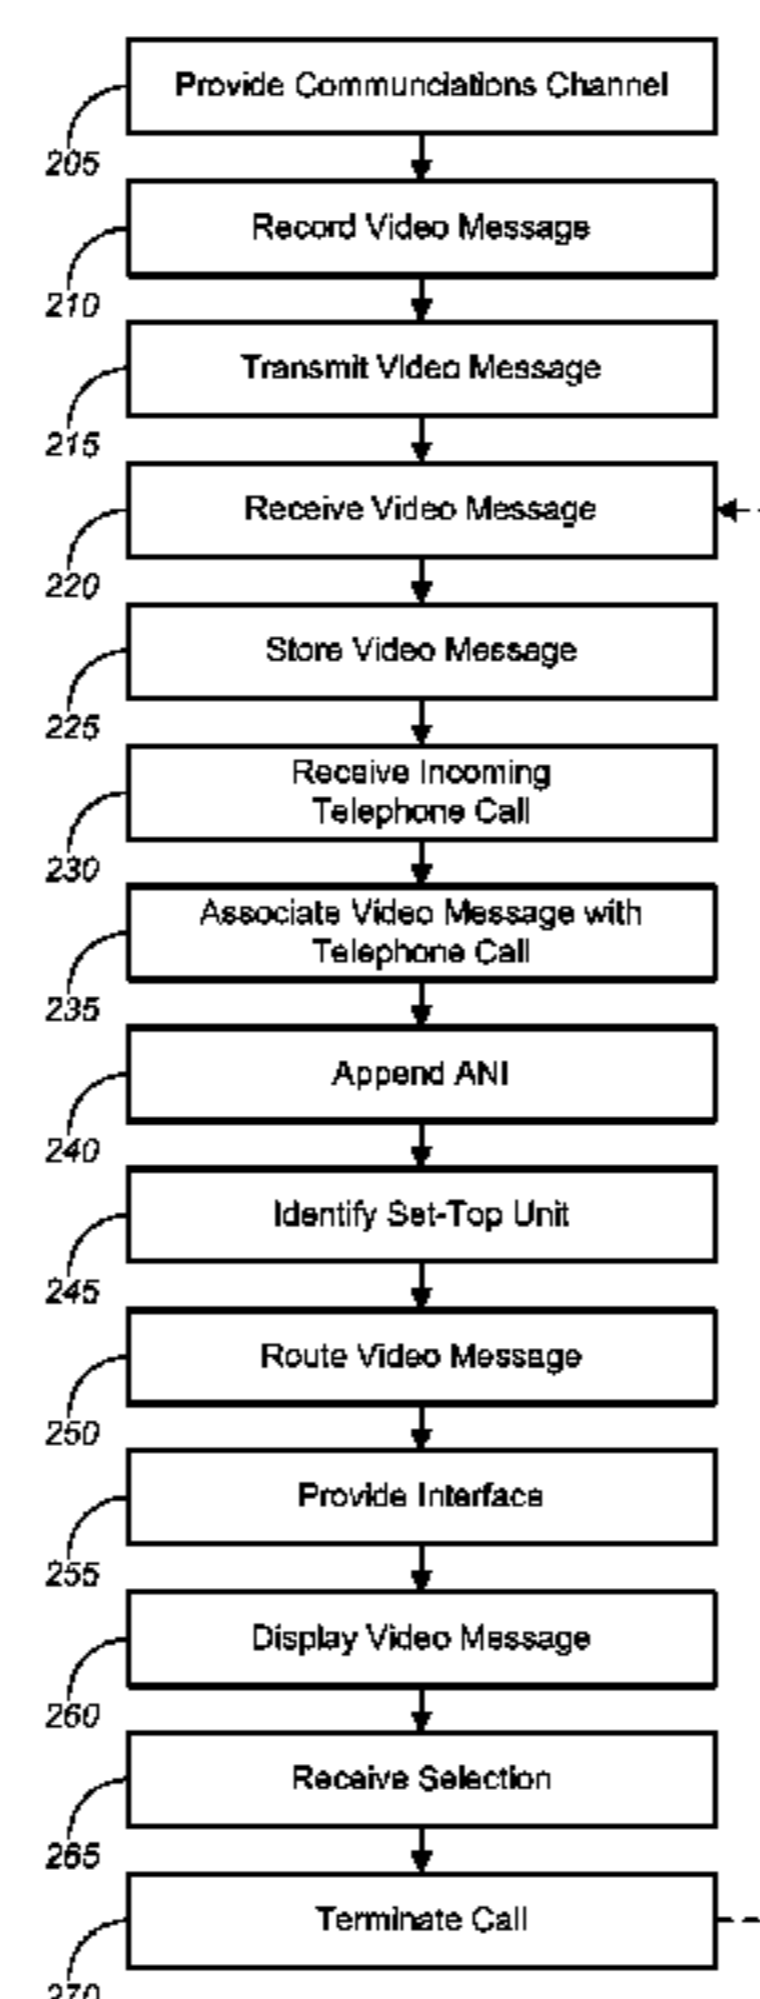 Provide Communciations Channel
205
Record Video Message
210
Transmit Video Message
215
Receive Video Message
220
Store Video Message
225
Receive Incoming
Telephone Call
230
Associate Video Message with
Telephone Call
235
Append ANI
240
Identify Set-Top Unit
245
Route Video Message
250
Provide Interface
255
Display Video Message
260
Receive Selection
265
Terminate Call
270